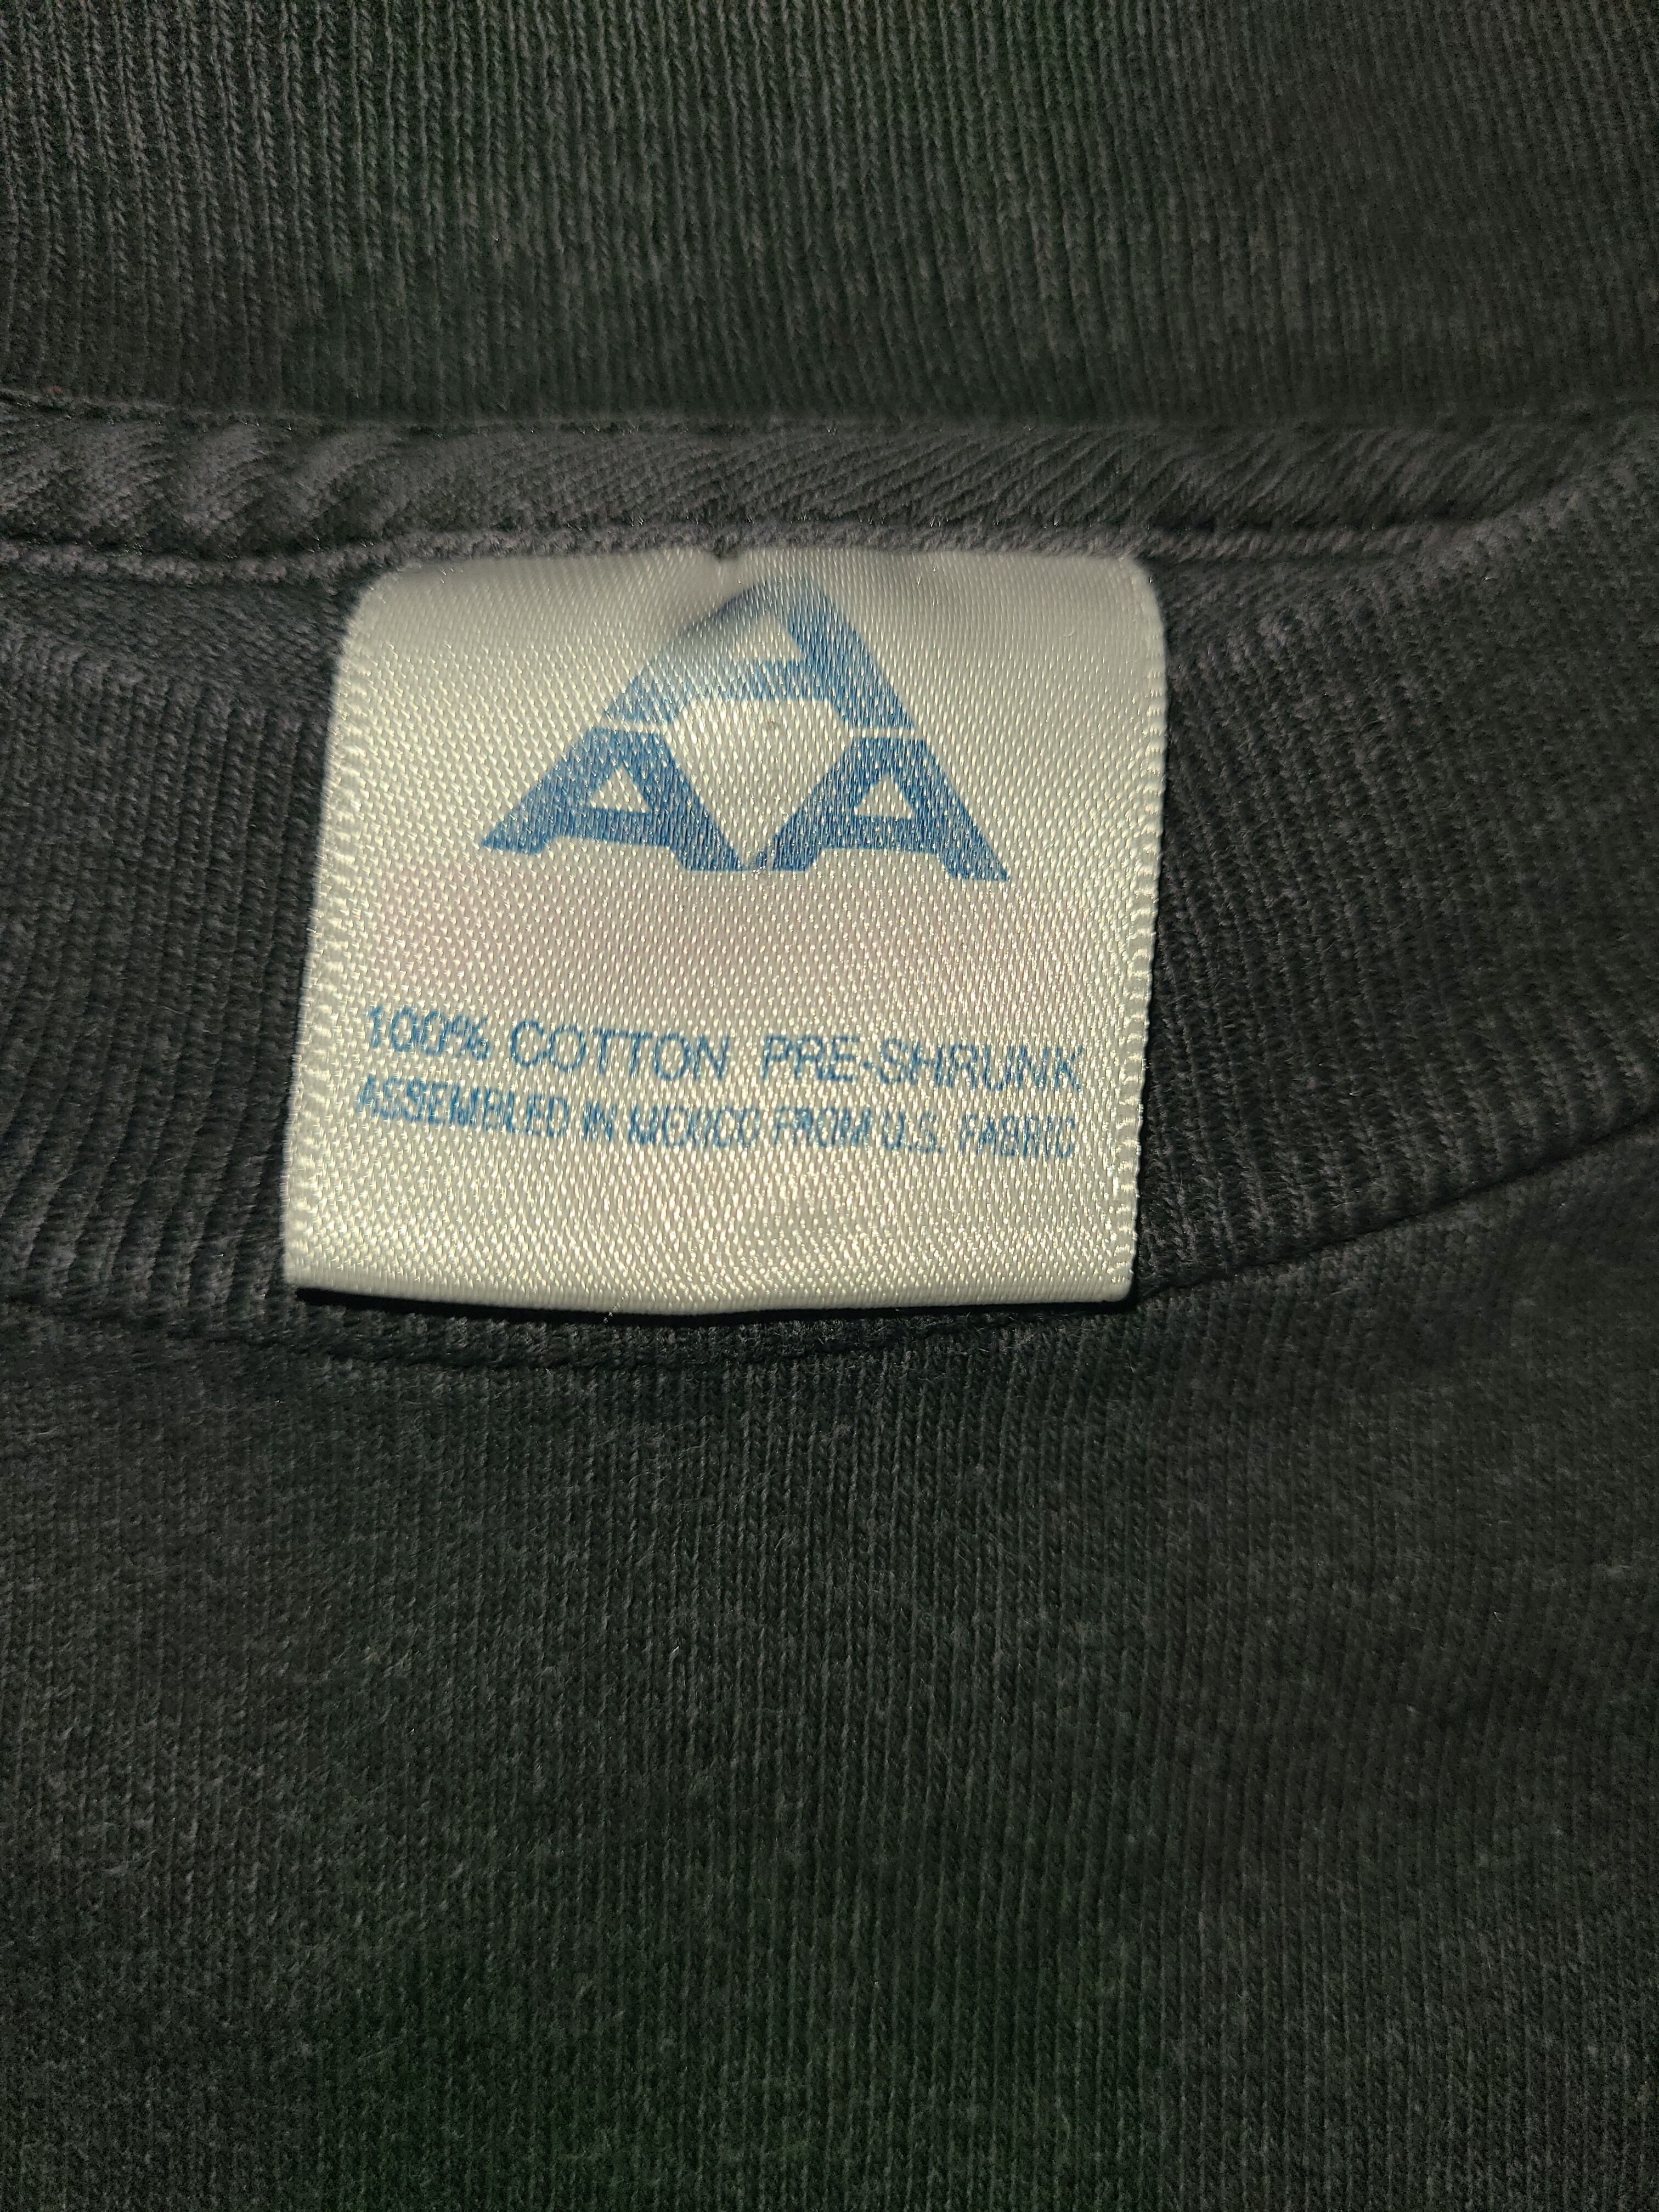 A
A A
100% COTTON PRE-SHRUNK
ASSEMBLED IN MEXICO FROM U.S. FABRIC